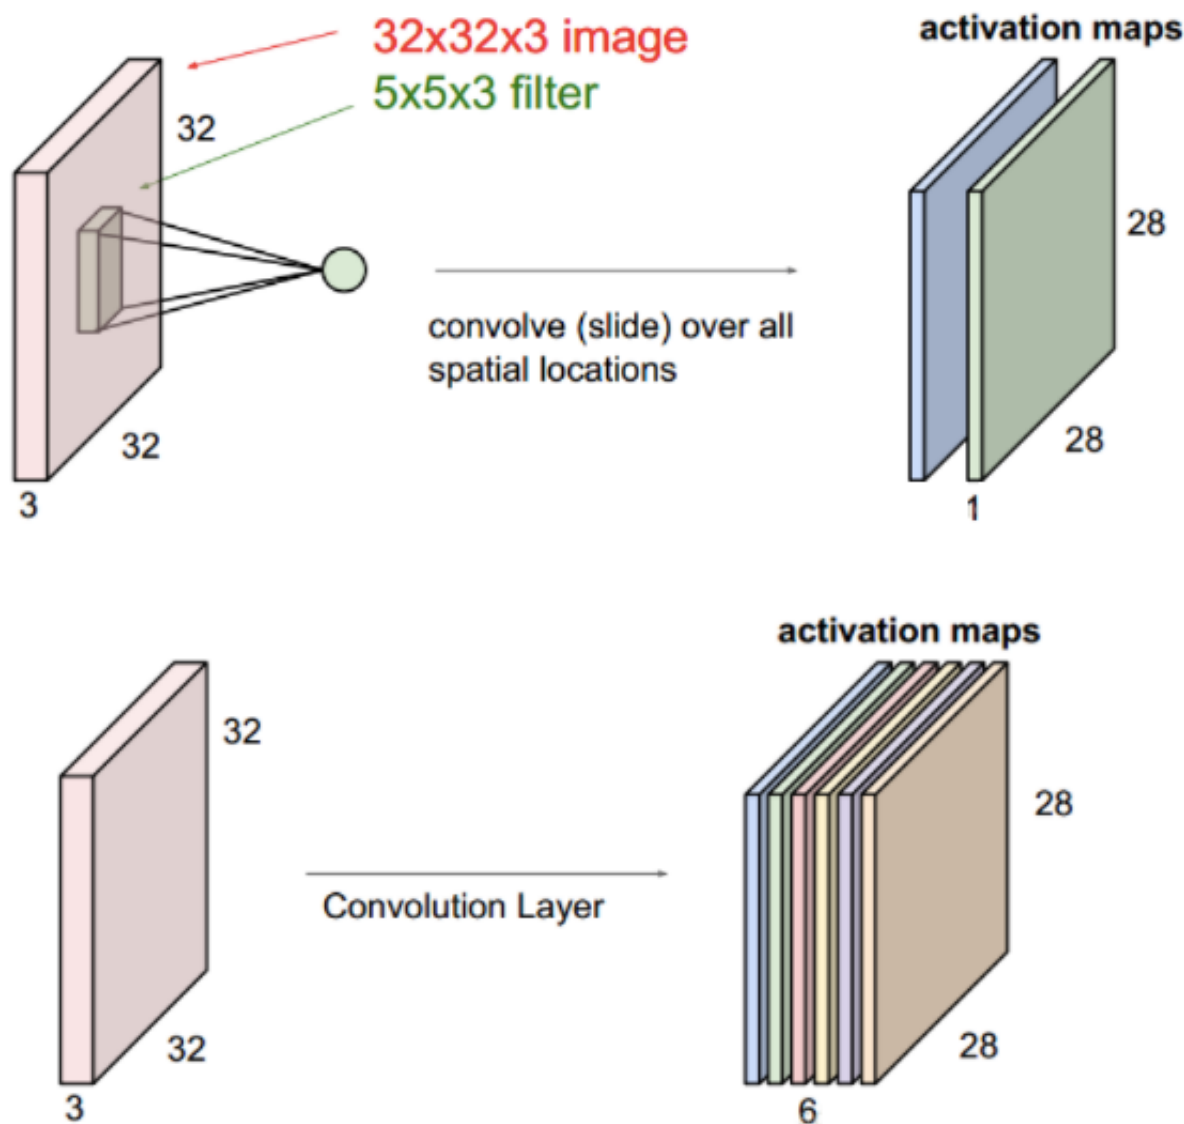 32x32x3 image
5x5x3 filter
activation maps
32
28
convolve (slide) over all
spatial locations
32
28
3
1
activation maps
32
28
Convolution Layer
32
28
3
6